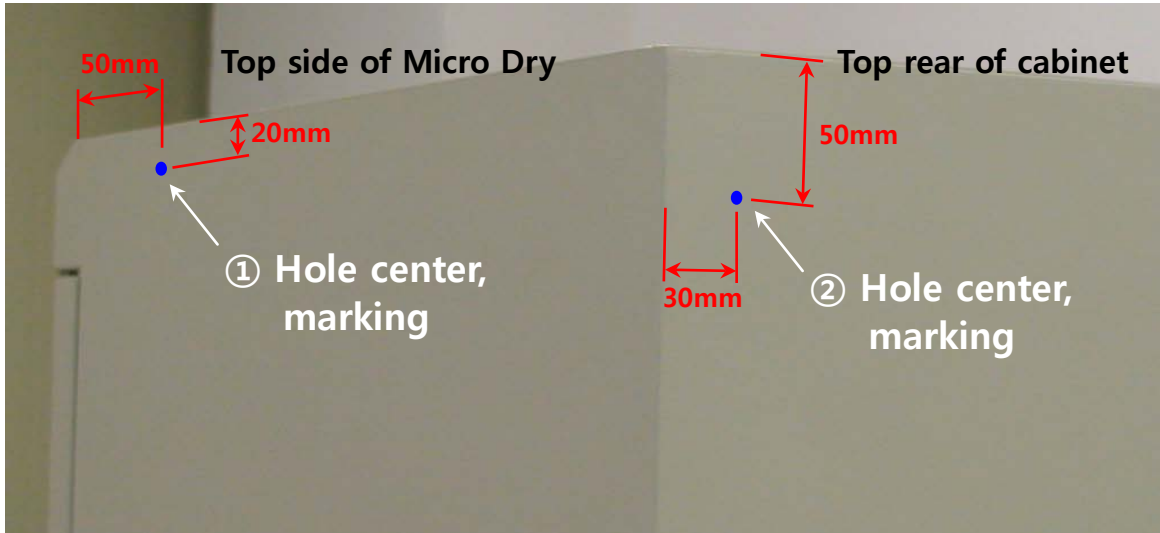 50mm
Top side of Micro Dry
Top rear of cabinet
20mm
50mm
① Hole center,
marking
30mm
② Hole center,
marking